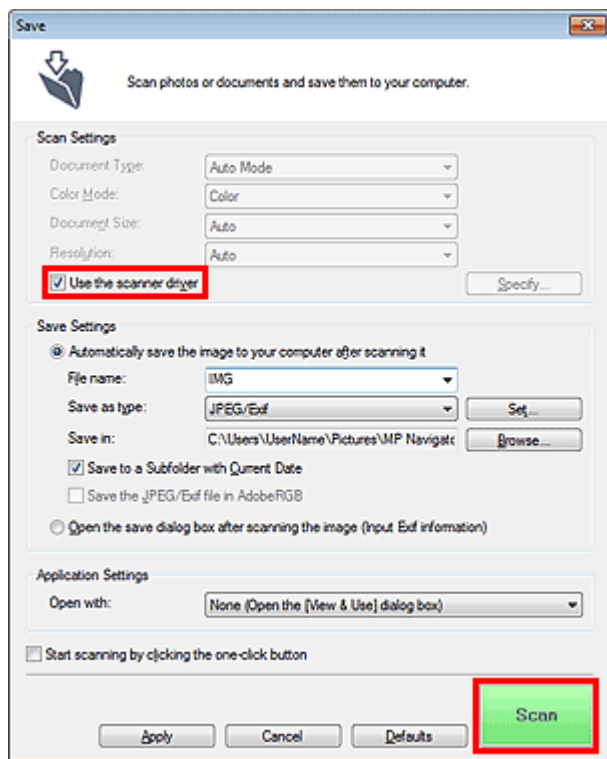 Save
Scan photos or documents and save them to your computer.
Scan Settings
Document Type: Auto Mode
Color Mode: Color
Document Size: Auto
Resolution: Auto
Use the scanner driver Specify...
Save Settings
Automatically save the image to your computer after scanning it
File name: IMG
Save as type: JPEG/Exif Set...
Save in: C:\Users\UserName\Pictures\MP Navigato Browse...
Save to a Subfolder with Current Date
Save the JPEG/Exif file in AdobeRGB
Open the save dialog box after scanning the image (Input Exif information)
Application Settings
Open with: None (Open the [View & Use] dialog box)
Start scanning by clicking the one-click button
Scan
Apply Cancel Defaults